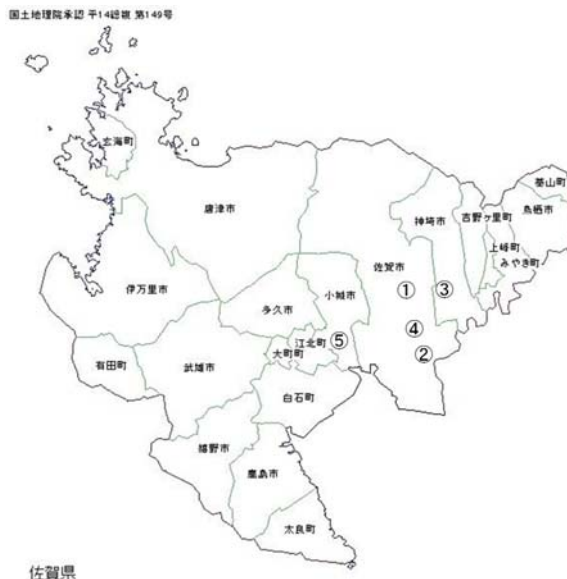 国土地理院承認 平14総複 第149号
玄海町
唐津市
基山町
鳥栖市
吉野ヶ里町
神埼市
上峰町
みやき町
佐賀市
小城市
伊万里市
①
③
多久市
④
江北町
⑤
大町町
②
有田町
武雄市
白石町
嬉野市
鹿島市
太良町
佐賀県